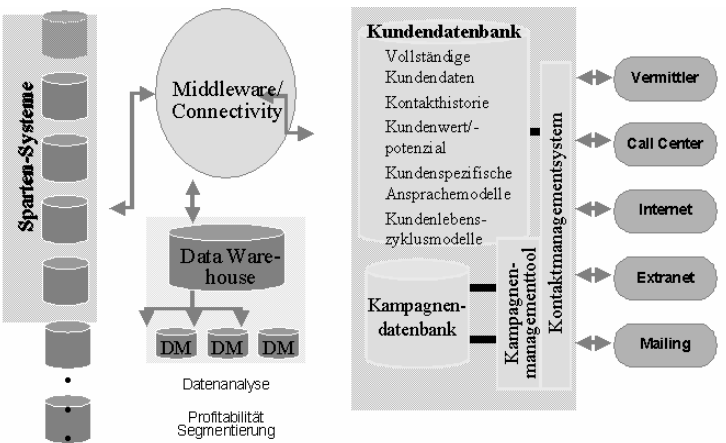 Sparten-Systeme
Middleware/
Connectivity
Data Ware-
house
DM
DM
DM
Datenanalyse
Profitabilität
Segmentierung
Kundendatenbank
Vollständige
Kundendaten
Kontakthistorie
Kundenwert/-
potenzial
Kundenspezifische
Ansprachemodelle
Kundenlebens-
zyklusmodelle
Kampagnen-
datenbank
Kampagnen-
managementtool
Kontaktmanagementsystem
Vermittler
Call Center
Internet
Extranet
Mailing